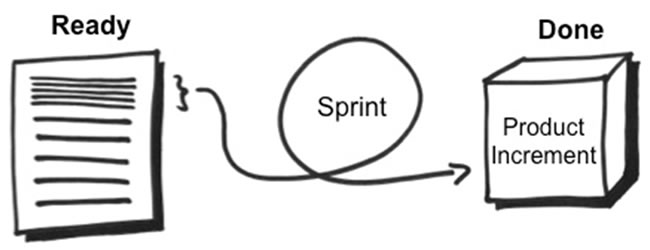 Ready
Sprint
Done
Product
Increment